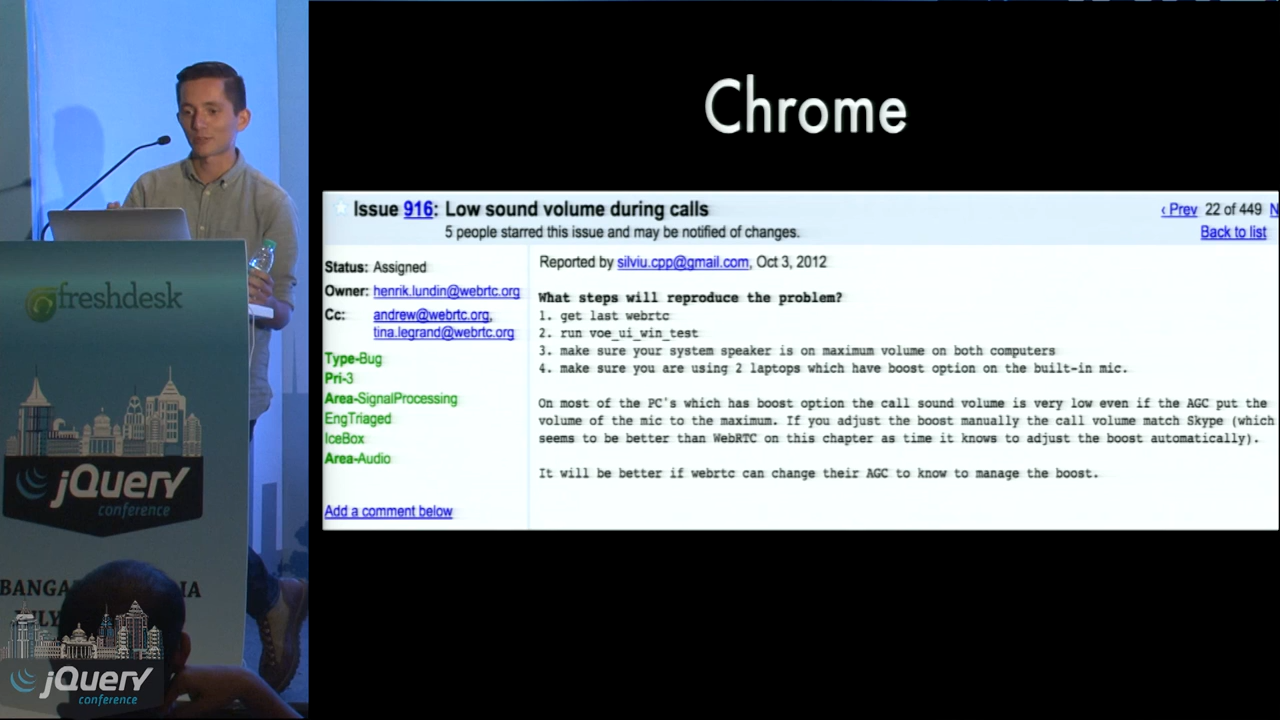 Chrome
Issue 916: Low sound volume during calls
‹ Prev 22 of 449
5 people starred this issue and may be notified of changes.
Back to list
Status: Assigned
Owner: henrik.lundin@webrtc.org
Cc: andrew@webrtc.org,
tina.legrand@webrtc.org
Type-Bug
Pri-3
Area-SignalProcessing
EngTriaged
IceBox
Area-Audio
Add a comment below
Reported by silviu.cpp@gmail.com, Oct 3, 2012
What steps will reproduce the problem?
1. get last webrtc
2. run voe_ui_win_test
3. make sure your system speaker is on maximum volume on both computers
4. make sure you are using 2 laptops which have boost option on the built-in mic.
On most of the PC's which has boost option the call sound volume is very low even if the AGC put the
volume of the mic to the maximum. If you adjust the boost manually the call volume match Skype (which
seems to be better than WebRTC on this chapter as time it knows to adjust the boost automatically).
It will be better if webrtc can change their AGC to know to manage the boost.
freshdesk
jQuery
conference
jQuery
conference